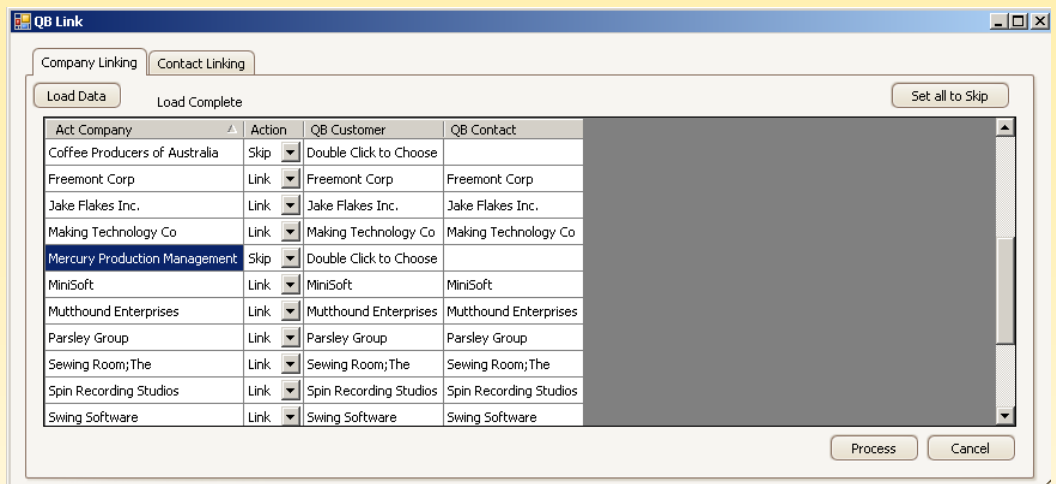 QB Link
Company Linking Contact Linking
Load Data Load Complete Set all to Skip
Act Company Action QB Customer QB Contact
Coffee Producers of Australia Skip Double Click to Choose
Freemont Corp Link Freemont Corp Freemont Corp
Jake Flakes Inc. Link Jake Flakes Inc. Jake Flakes Inc.
Making Technology Co Link Making Technology Co Making Technology Co
Mercury Production Management Skip Double Click to Choose
MiniSoft Link MiniSoft MiniSoft
Mutthound Enterprises Link Mutthound Enterprises Mutthound Enterprises
Parsley Group Link Parsley Group Parsley Group
Sewing Room;The Link Sewing Room;The Sewing Room;The
Spin Recording Studios Link Spin Recording Studios Spin Recording Studios
Swing Software Link Swing Software Swing Software
Process Cancel